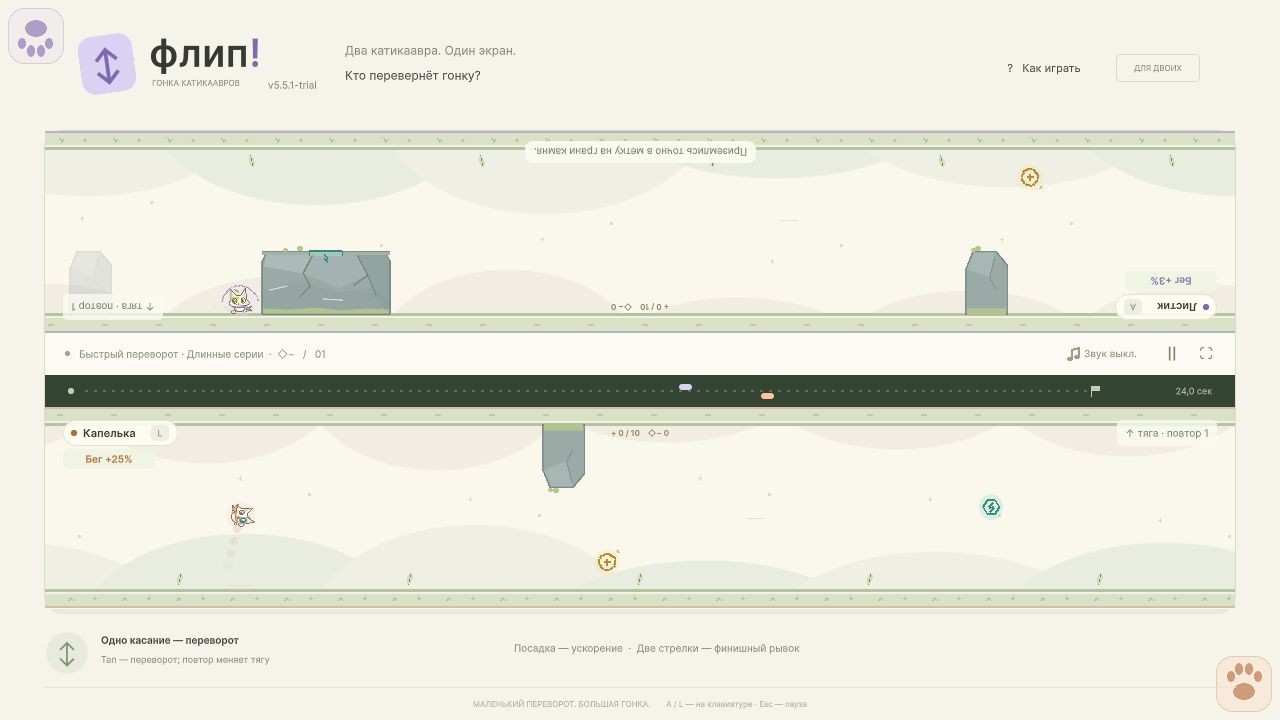 флип!
ГОНКА КАТИКААВРОВ
v5.5.1-trial
Два катикаавра. Один экран.
Кто перевернёт гонку?
? Как играть
ДЛЯ ДВОИХ
Приземлись точно в метку на грани камня.
Бег +3%
Листик A
+ 0 / 10 ◇– 0
↑ тяга · повтор 1
Быстрый переворот · Длинные серии · ◇– / 01
Звук выкл.
24,0 сек
Капелька L
Бег +25%
+ 0 / 10 ◇– 0
↑ тяга · повтор 1
Одно касание — переворот
Тап — переворот; повтор меняет тягу
Посадка — ускорение · Две стрелки — финишный рывок
МАЛЕНЬКИЙ ПЕРЕВОРОТ. БОЛЬШАЯ ГОНКА. A / L — на клавиатуре · Esc — пауза